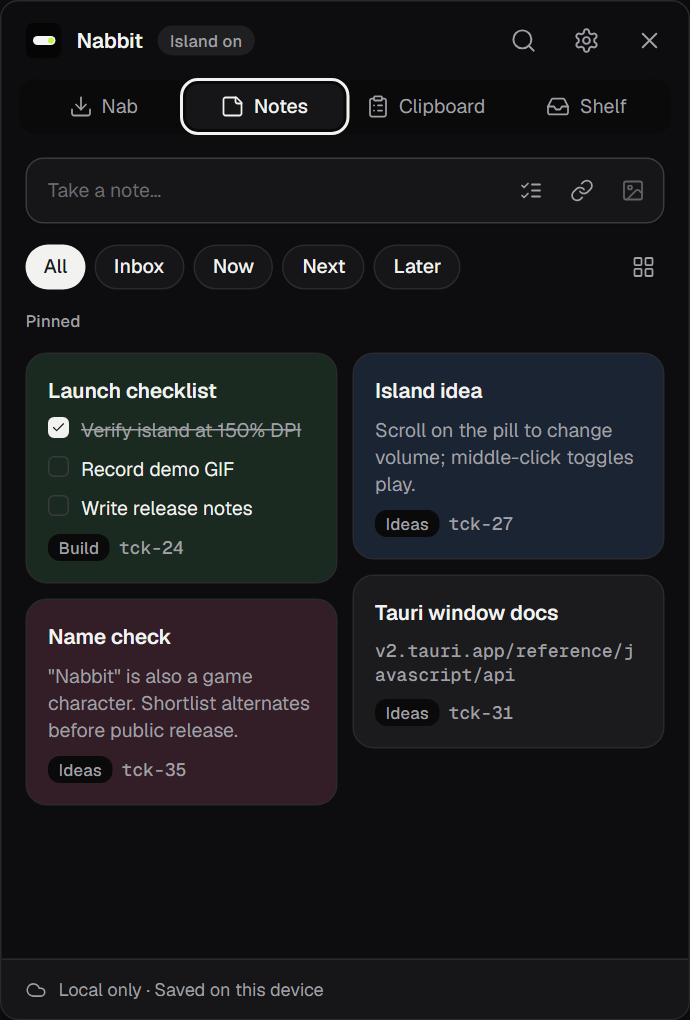 Nabbit
Island on
Nab
Notes
Clipboard
Shelf
Take a note...
All
Inbox
Now
Next
Later
Pinned
Launch checklist
Verify island at 150% DPI
Record demo GIF
Write release notes
Build tck-24
Island idea
Scroll on the pill to change
volume; middle-click toggles
play.
Ideas tck-27
Name check
"Nabbit" is also a game
character. Shortlist alternates
before public release.
Ideas tck-35
Tauri window docs
v2.tauri.app/reference/j
avascript/api
Ideas tck-31
Local only · Saved on this device